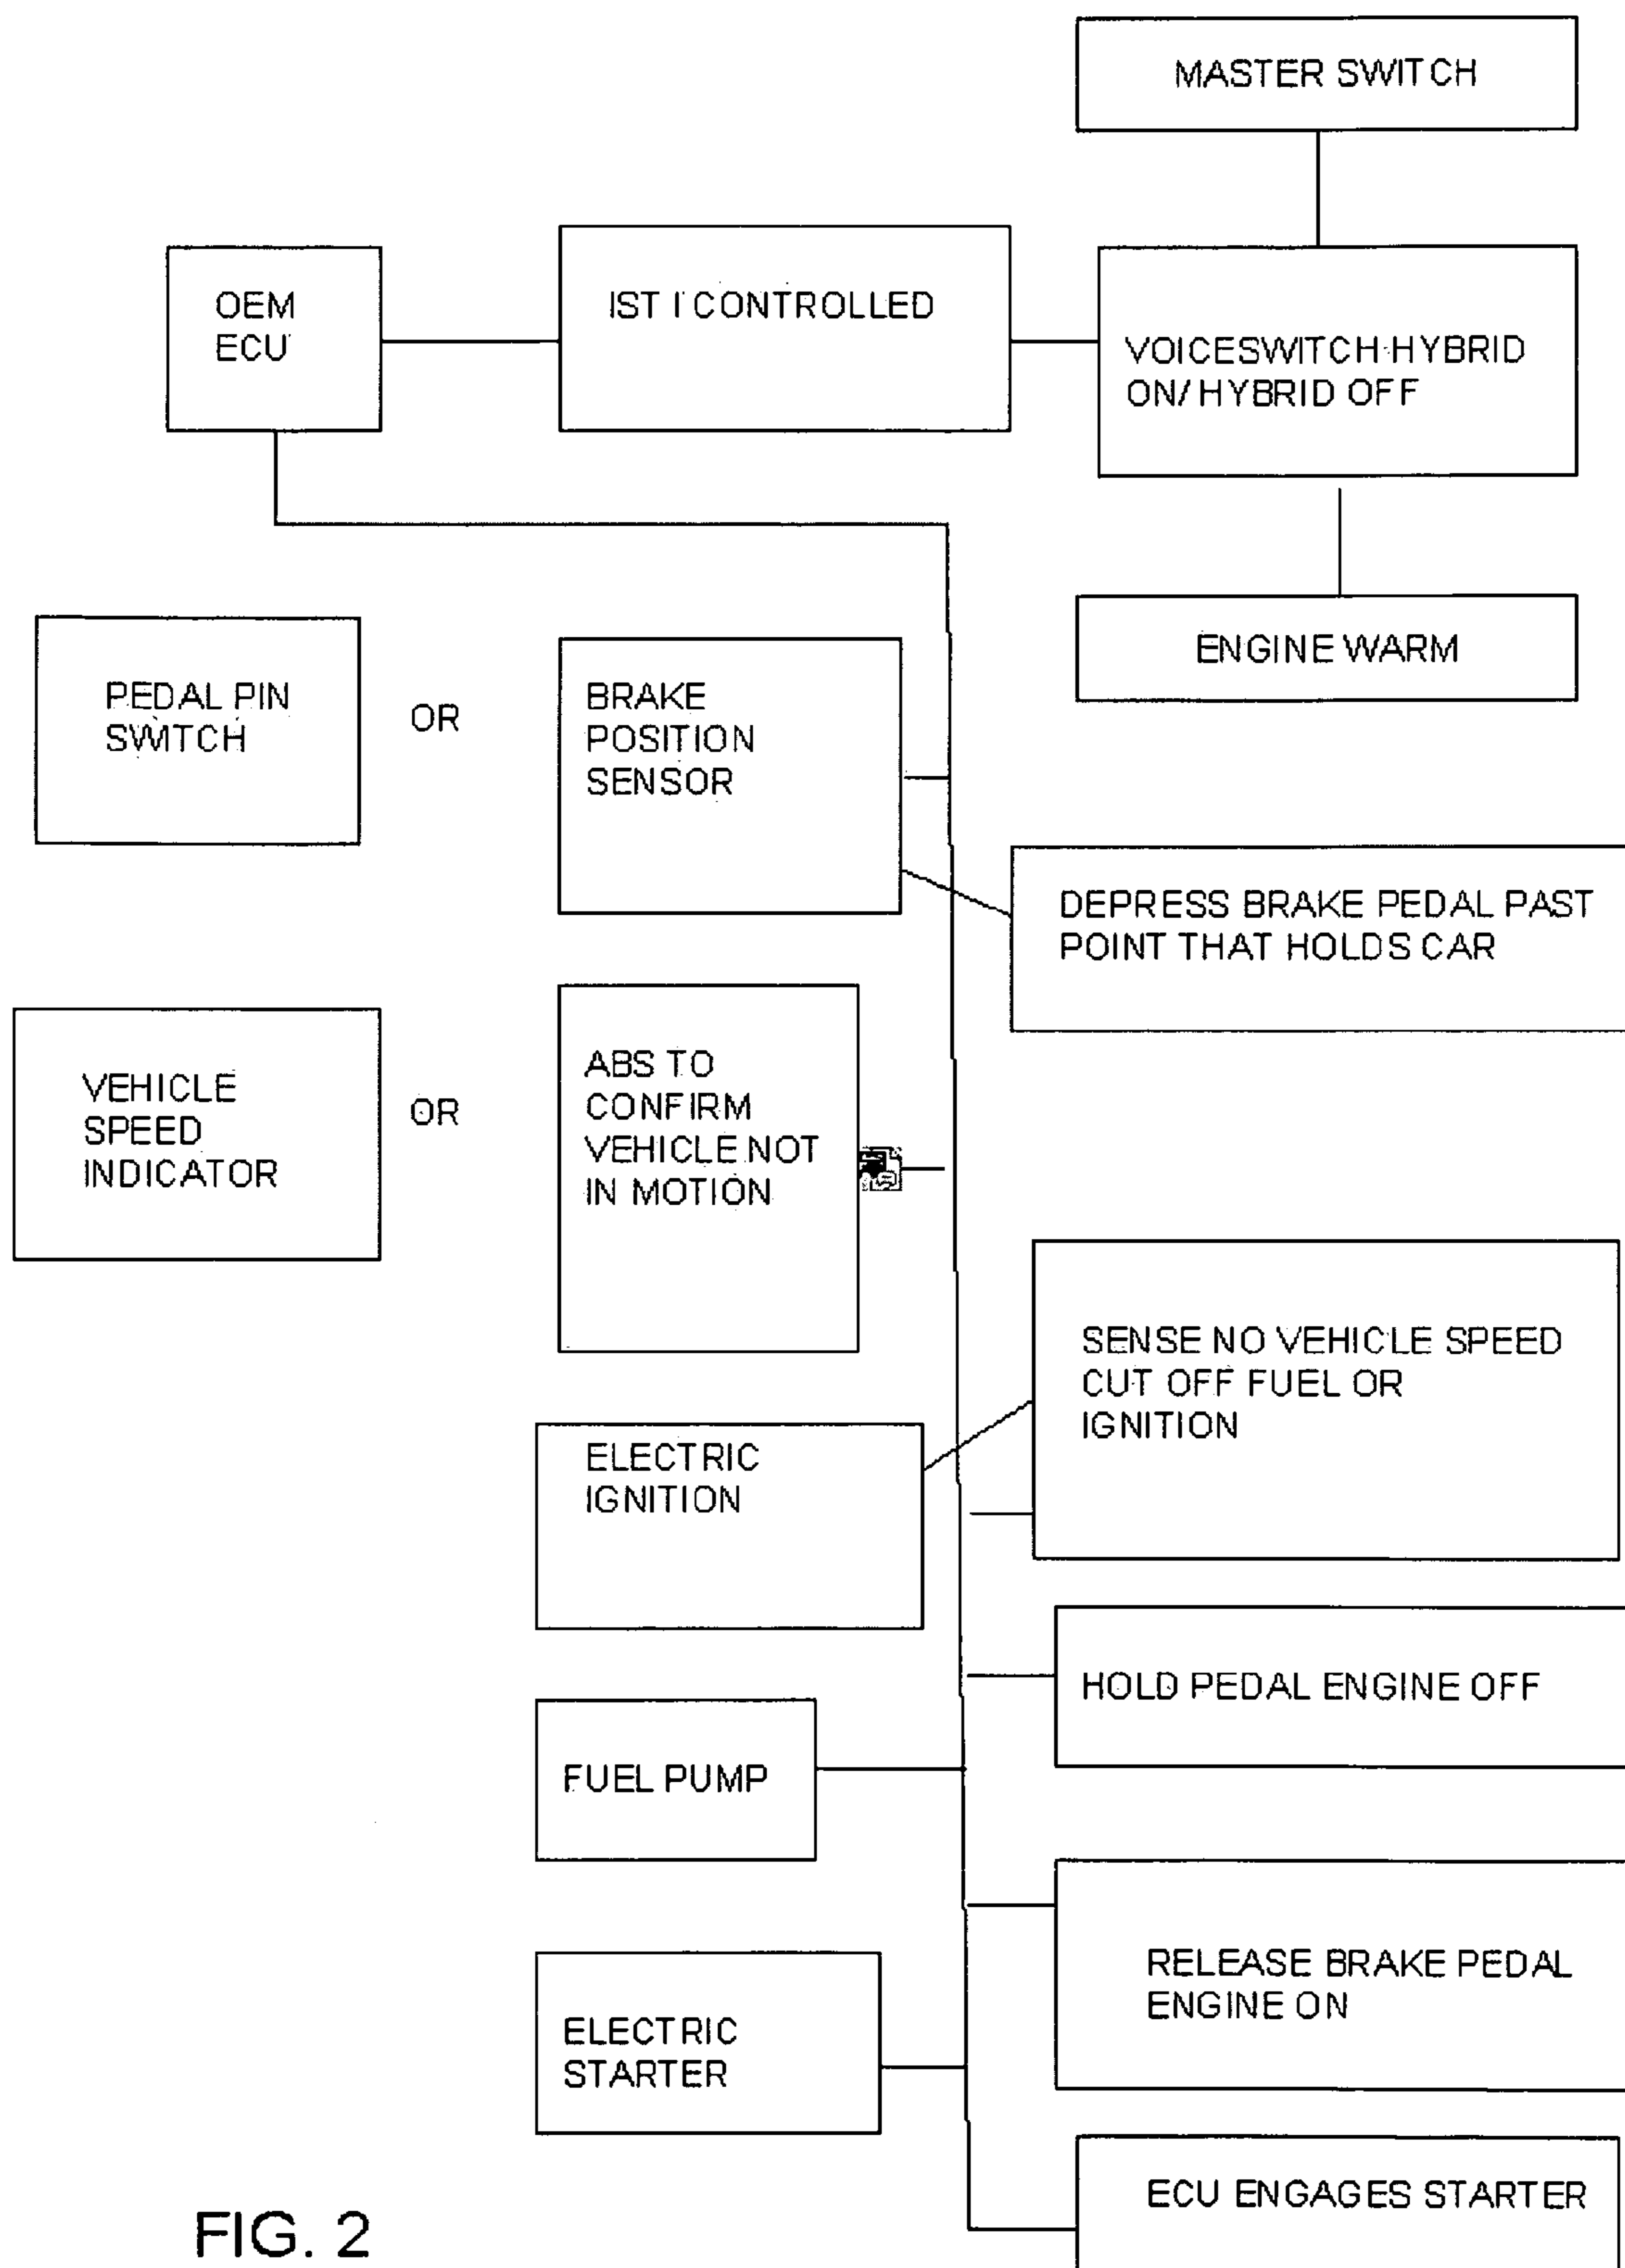 MASTER SWITCH
OEM
ECU
IST I CONTROLLED
VOICESWITCH HYBRID
ON/ HYBRID OFF
ENGINE WARM
PEDAL PIN
SWITCH
OR
BRAKE
POSITION
SENSOR
DEPRESS BRAKE PEDAL PAST
POINT THAT HOLDS CAR
VEHICLE
SPEED
INDICATOR
OR
ABS TO
CONFIRM
VEHICLE NOT
IN MOTION
SENSE NO VEHICLE SPEED
CUT OFF FUEL OR
IGNITION
ELECTRIC
IGNITION
HOLD PEDAL ENGINE OFF
FUEL PUMP
RELEASE BRAKE PEDAL
ENGINE ON
ELECTRIC
STARTER
ECU ENGAGES STARTER
FIG. 2